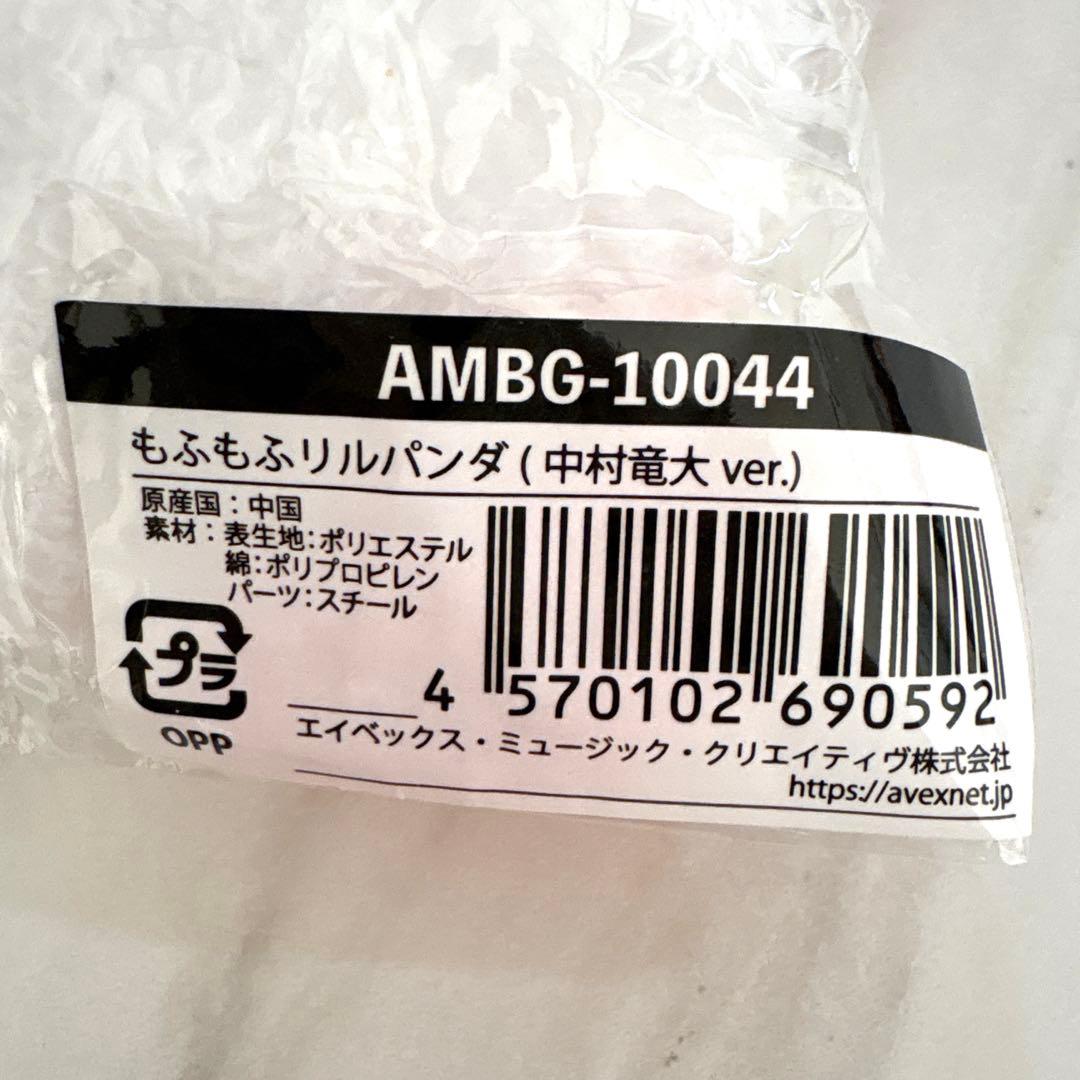 AMBG-10044
もふもふリルパンダ ( 中村竜大 ver.)
原産国：中国
素材：表生地：ポリエステル
綿：ポリプロピレン
パーツ：スチール
プラ
OPP
4 570102 690592
エイベックス・ミュージック・クリエイティヴ株式会社
https://avexnet.jp